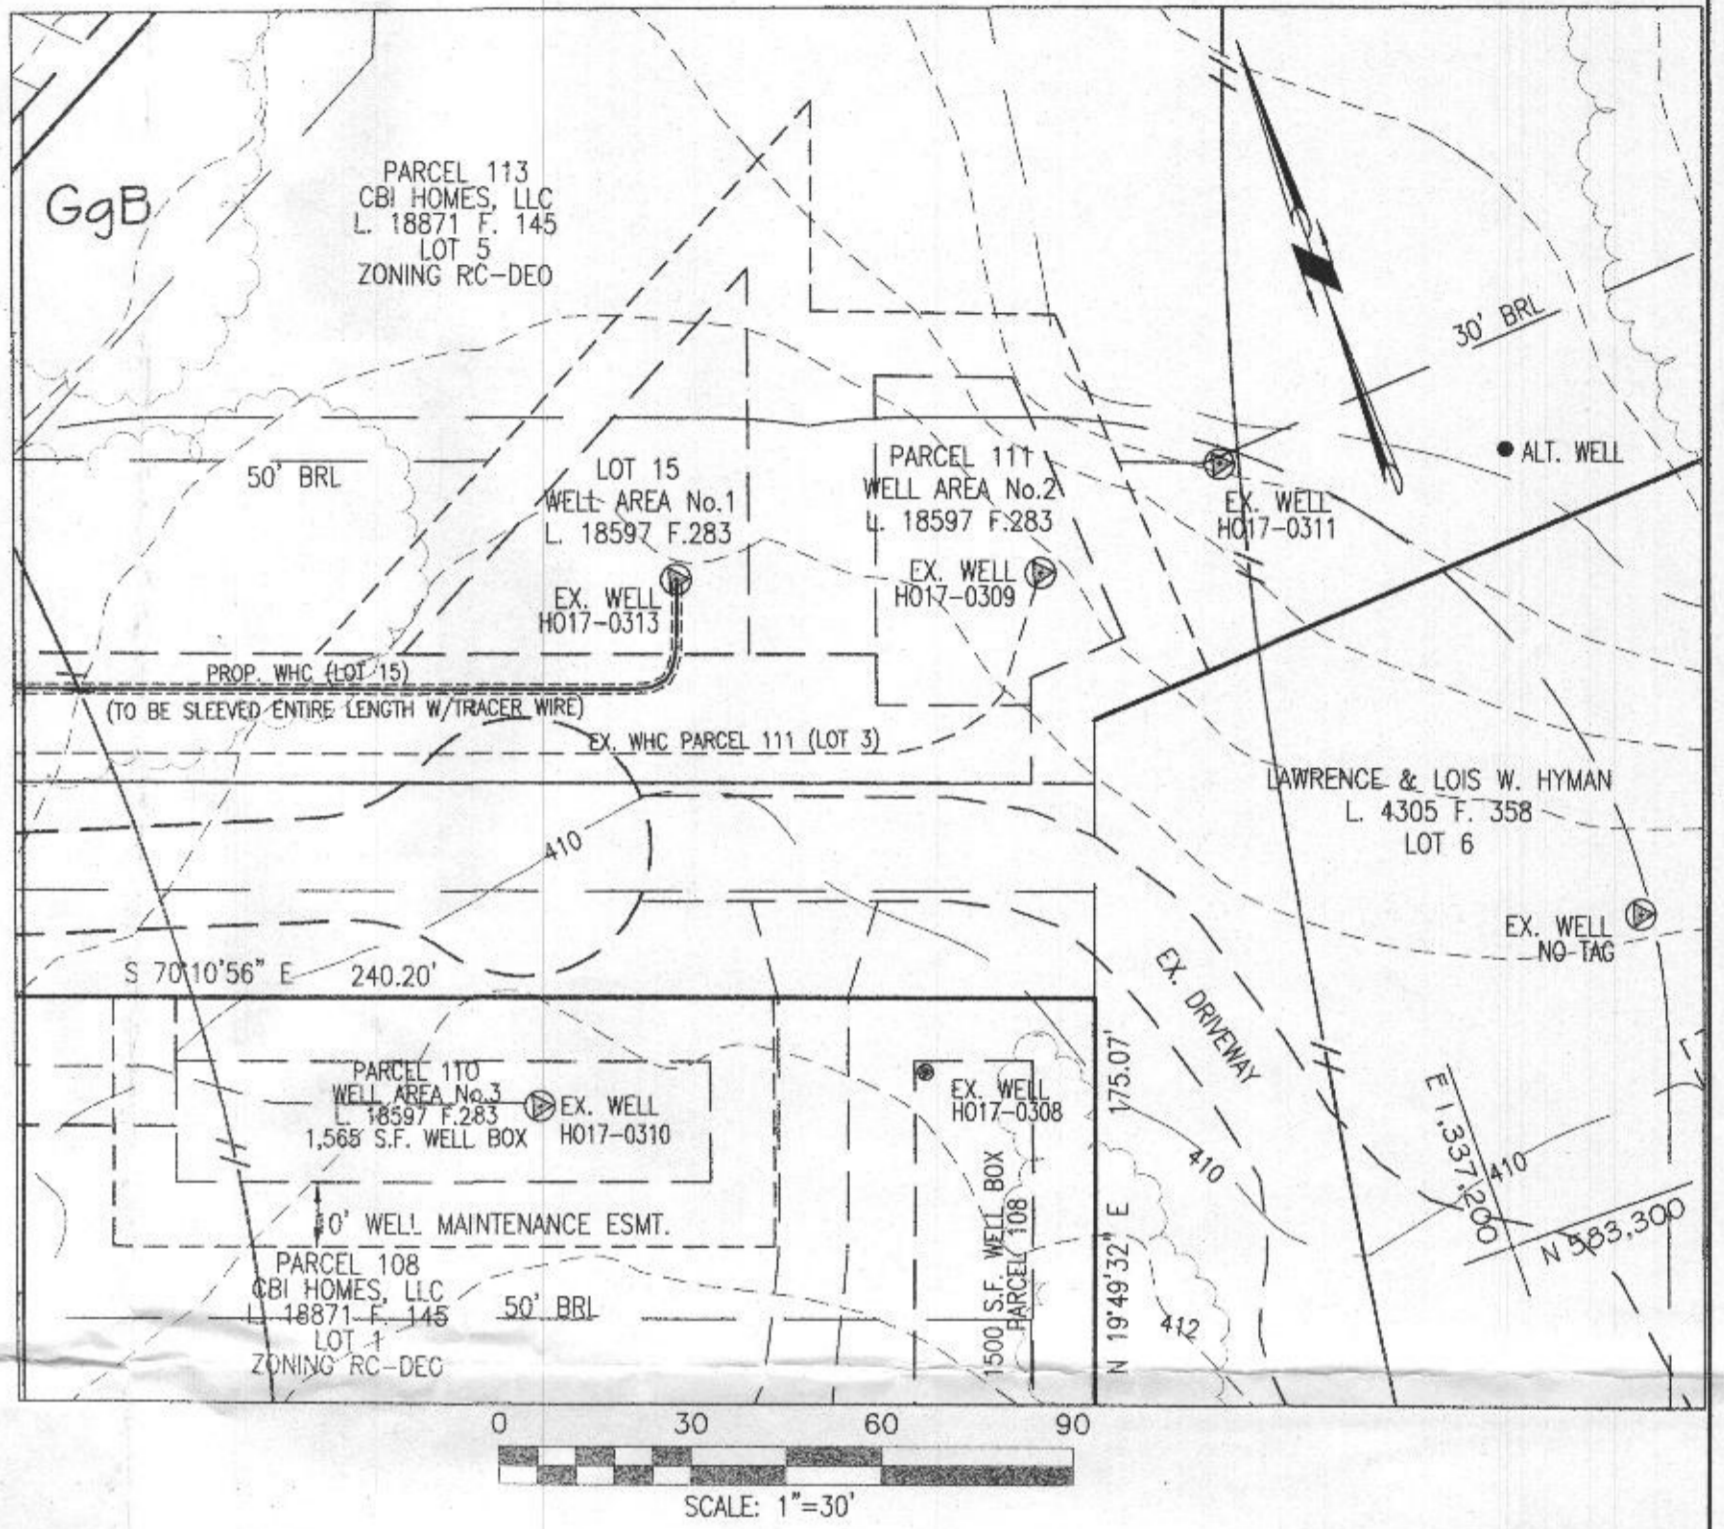 GgB
PARCEL 113
CBI HOMES, LLC
L. 18871 F. 145
LOT 5
ZONING RC-DEO
30' BRL
50' BRL
LOT 15
WELL AREA No.1
L. 18597 F.283
PARCEL 111
WELL AREA No.2
L. 18597 F.283
ALT. WELL
EX. WELL
HO17-0311
EX. WELL
HO17-0313
EX. WELL
HO17-0309
PROP. WHC (LOT 15)
(TO BE SLEEVED ENTIRE LENGTH W/TRACER WIRE)
EX. WHC PARCEL 111 (LOT 3)
LAWRENCE & LOIS W. HYMAN
L. 4305 F. 358
LOT 6
410
EX. WELL
NO TAG
S 70°10'56" E 240.20'
EX. DRIVEWAY
PARCEL 110
WELL AREA No.3
L. 18597 F.283
1,565 S.F. WELL BOX
EX. WELL
HO17-0310
EX. WELL
HO17-0308
N 19°49'32" E 175.07'
410
410
E 1,337,200
N 583,300
0' WELL MAINTENANCE ESMT.
1500 S.F. WELL BOX
PARCEL 108
PARCEL 108
CBI HOMES, LLC
L. 18871 F. 145
LOT 1
ZONING RC-DEO
50' BRL
412
0 30 60 90
SCALE: 1"=30'